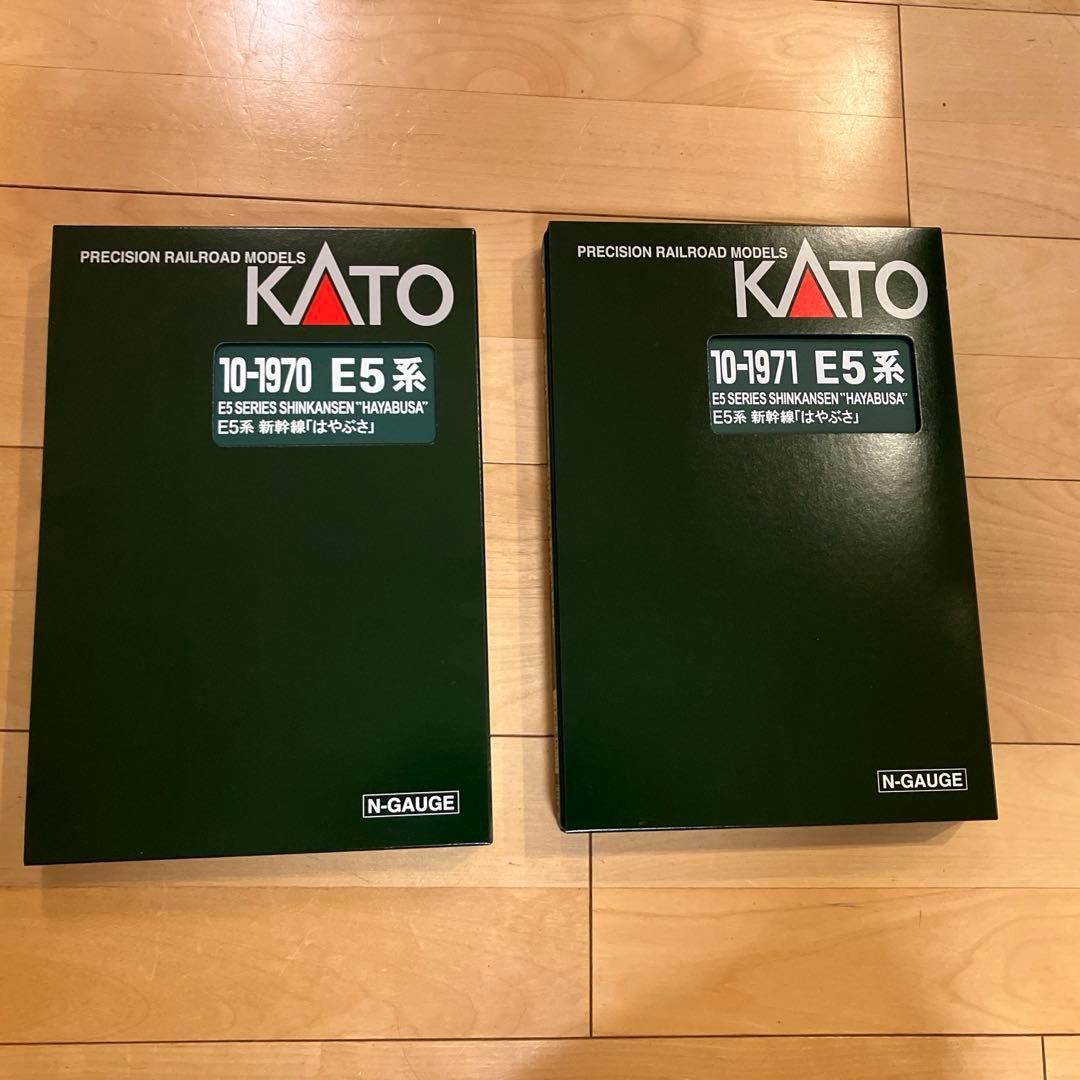 PRECISION RAILROAD MODELS
KATO
10-1970 E5系
E5 SERIES SHINKANSEN "HAYABUSA"
E5系 新幹線「はやぶさ」
N-GAUGE
PRECISION RAILROAD MODELS
KATO
10-1971 E5系
E5 SERIES SHINKANSEN "HAYABUSA"
E5系 新幹線「はやぶさ」
N-GAUGE